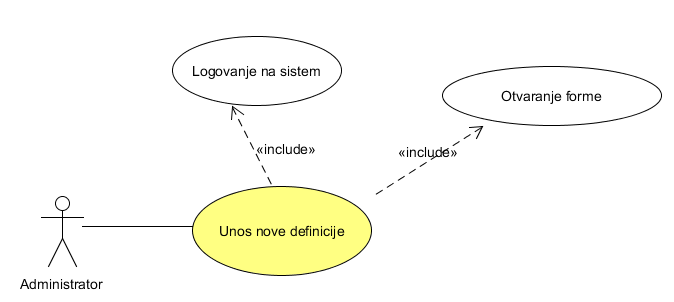 Logovanje na sistem
Otvaranje forme
«include»
«include»
Unos nove definicije
Administrator